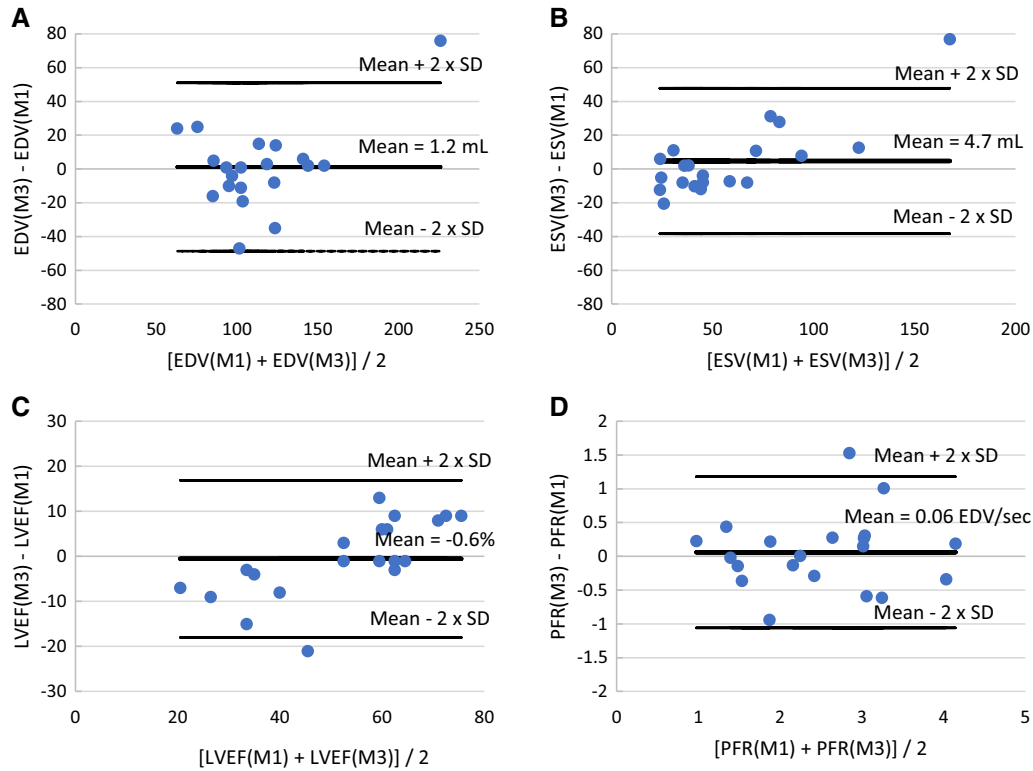 A
EDV(M3) - EDV(M1)
80
60
40
20
0
-20
-40
-60
-80
Mean + 2 x SD
Mean = 1.2 mL
Mean - 2 x SD
0 50 100 150 200 250
[EDV(M1) + EDV(M3)] / 2
B
ESV(M3) - ESV(M1)
80
60
40
20
0
-20
-40
-60
-80
Mean + 2 x SD
Mean = 4.7 mL
Mean - 2 x SD
0 50 100 150 200
[ESV(M1) + ESV(M3)] / 2
C
LVEF(M3) - LVEF(M1)
30
20
10
0
-10
-20
-30
Mean + 2 x SD
Mean = -0.6%
Mean - 2 x SD
0 20 40 60 80
[LVEF(M1) + LVEF(M3)] / 2
D
PFR(M3) - PFR(M1)
2
1.5
1
0.5
0
-0.5
-1
-1.5
-2
Mean + 2 x SD
Mean = 0.06 EDV/sec
Mean - 2 x SD
0 1 2 3 4 5
[PFR(M1) + PFR(M3)] / 2